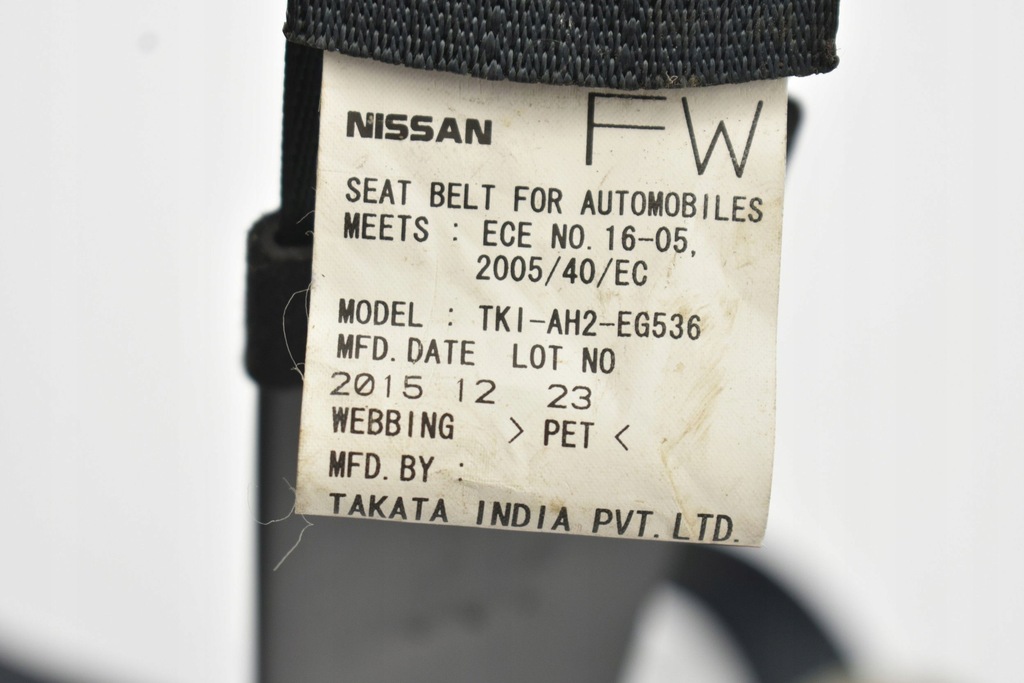 NISSAN FW
SEAT BELT FOR AUTOMOBILES
MEETS : ECE NO. 16-05,
2005/40/EC
MODEL : TKI-AH2-EG536
MFD. DATE LOT NO
2015 12 23
WEBBING > PET <
MFD. BY :
TAKATA INDIA PVT. LTD.